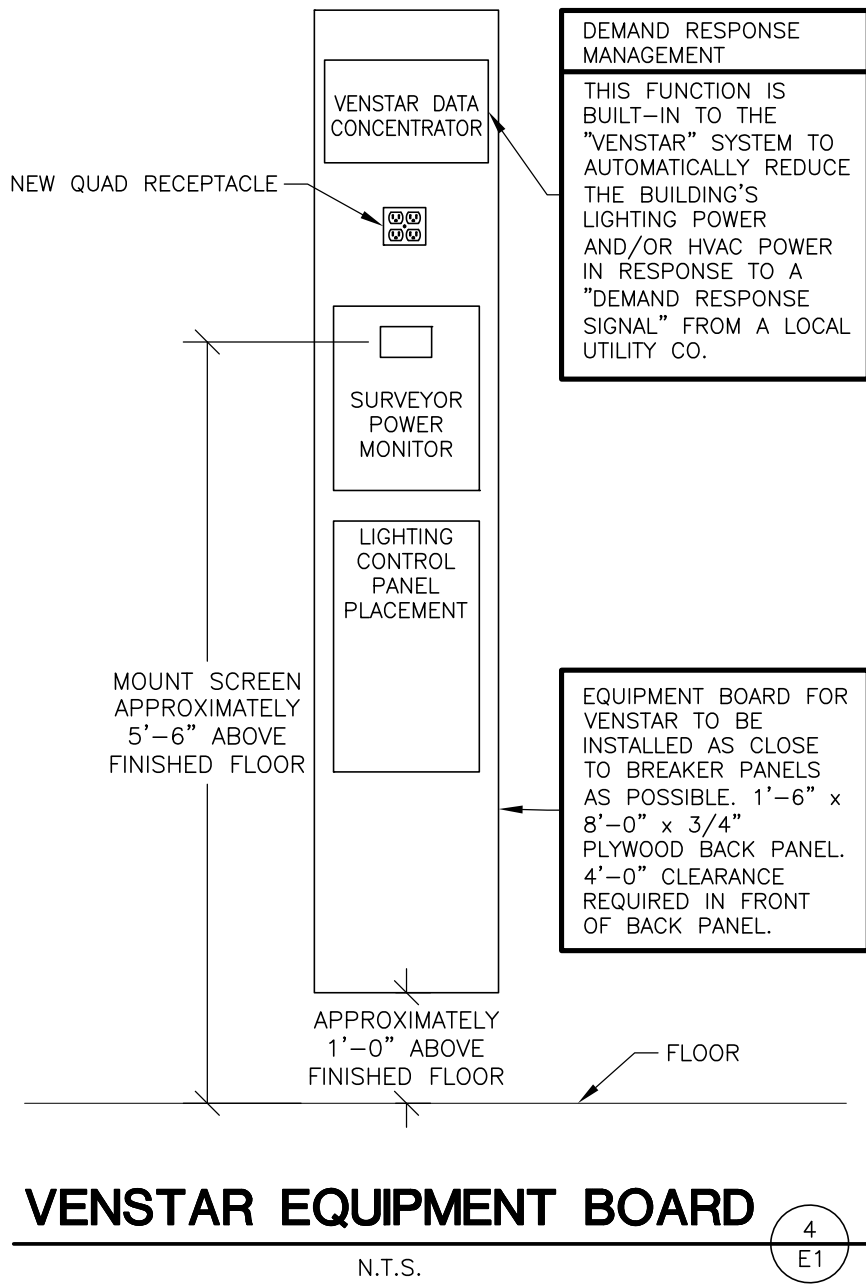 DEMAND RESPONSE
MANAGEMENT
THIS FUNCTION IS
BUILT-IN TO THE
"VENSTAR" SYSTEM TO
AUTOMATICALLY REDUCE
THE BUILDING'S
LIGHTING POWER
AND/OR HVAC POWER
IN RESPONSE TO A
"DEMAND RESPONSE
SIGNAL" FROM A LOCAL
UTILITY CO.
VENSTAR DATA
CONCENTRATOR
NEW QUAD RECEPTACLE
SURVEYOR
POWER
MONITOR
LIGHTING
CONTROL
PANEL
PLACEMENT
MOUNT SCREEN
APPROXIMATELY
5'-6" ABOVE
FINISHED FLOOR
EQUIPMENT BOARD FOR
VENSTAR TO BE
INSTALLED AS CLOSE
TO BREAKER PANELS
AS POSSIBLE. 1'-6" x
8'-0" x 3/4"
PLYWOOD BACK PANEL.
4'-0" CLEARANCE
REQUIRED IN FRONT
OF BACK PANEL.
APPROXIMATELY
1'-0" ABOVE
FINISHED FLOOR
FLOOR
VENSTAR EQUIPMENT BOARD
4
E1
N.T.S.